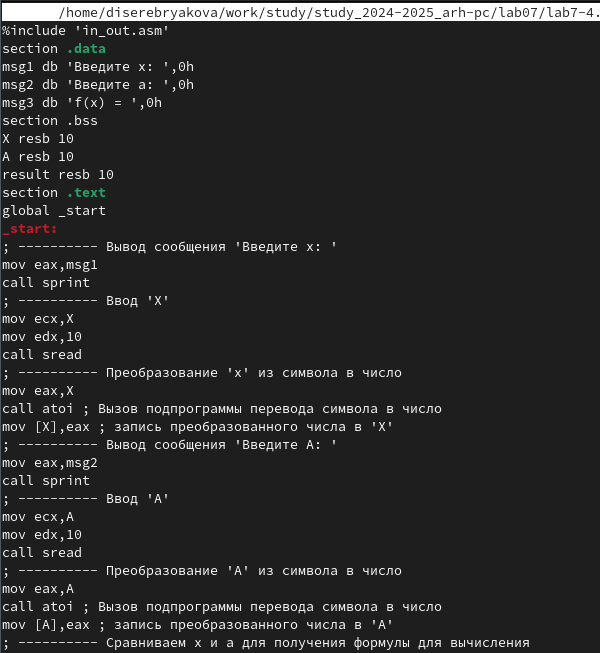 /home/diserebryakova/work/study/study_2024-2025_arh-pc/lab07/lab7-4.
%include 'in_out.asm'
section .data
msg1 db 'Введите x: ',0h
msg2 db 'Введите a: ',0h
msg3 db 'f(x) = ',0h
section .bss
X resb 10
A resb 10
result resb 10
section .text
global _start
_start:
; ---------- Вывод сообщения 'Введите x: '
mov eax,msg1
call sprint
; ---------- Ввод 'X'
mov ecx,X
mov edx,10
call sread
; ---------- Преобразование 'x' из символа в число
mov eax,X
call atoi ; Вызов подпрограммы перевода символа в число
mov [X],eax ; запись преобразованного числа в 'X'
; ---------- Вывод сообщения 'Введите A: '
mov eax,msg2
call sprint
; ---------- Ввод 'A'
mov ecx,A
mov edx,10
call sread
; ---------- Преобразование 'A' из символа в число
mov eax,A
call atoi ; Вызов подпрограммы перевода символа в число
mov [A],eax ; запись преобразованного числа в 'A'
; ---------- Сравниваем x и a для получения формулы для вычисления